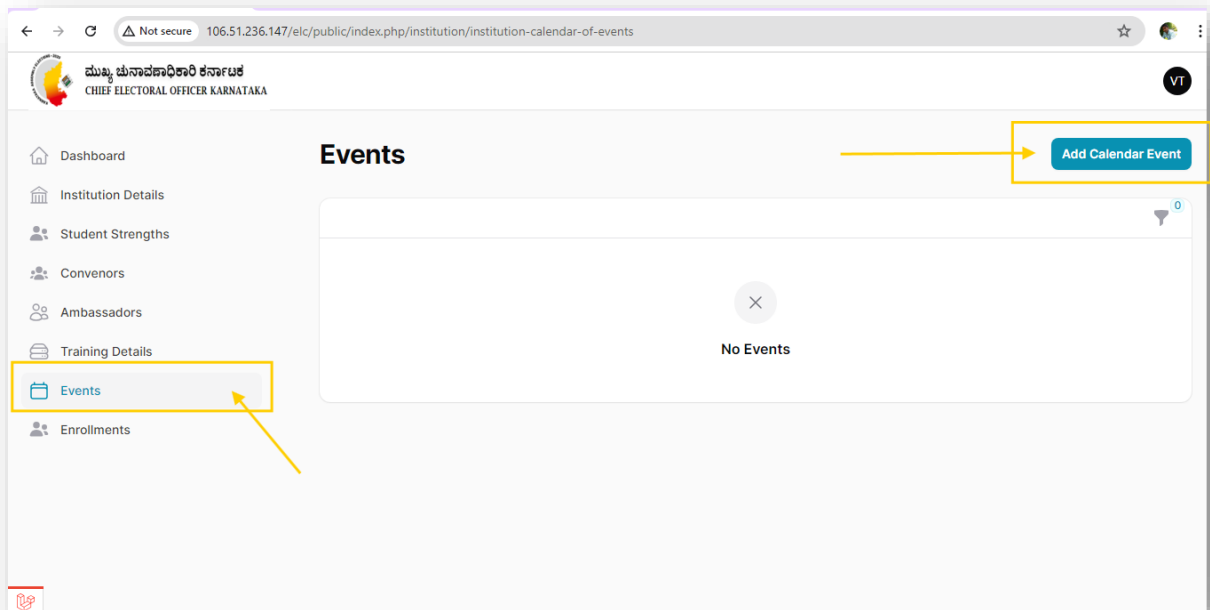 Not secure
106.51.236.147/elc/public/index.php/institution/institution-calendar-of-events
ಮುಖ್ಯ ಚುನಾವಣಾಧಿಕಾರಿ ಕರ್ನಾಟಕ
CHIEF ELECTORAL OFFICER KARNATAKA
VT
Dashboard
Events
Add Calendar Event
Institution Details
0
Student Strengths
Convenors
Ambassadors
Training Details
No Events
Events
Enrollments